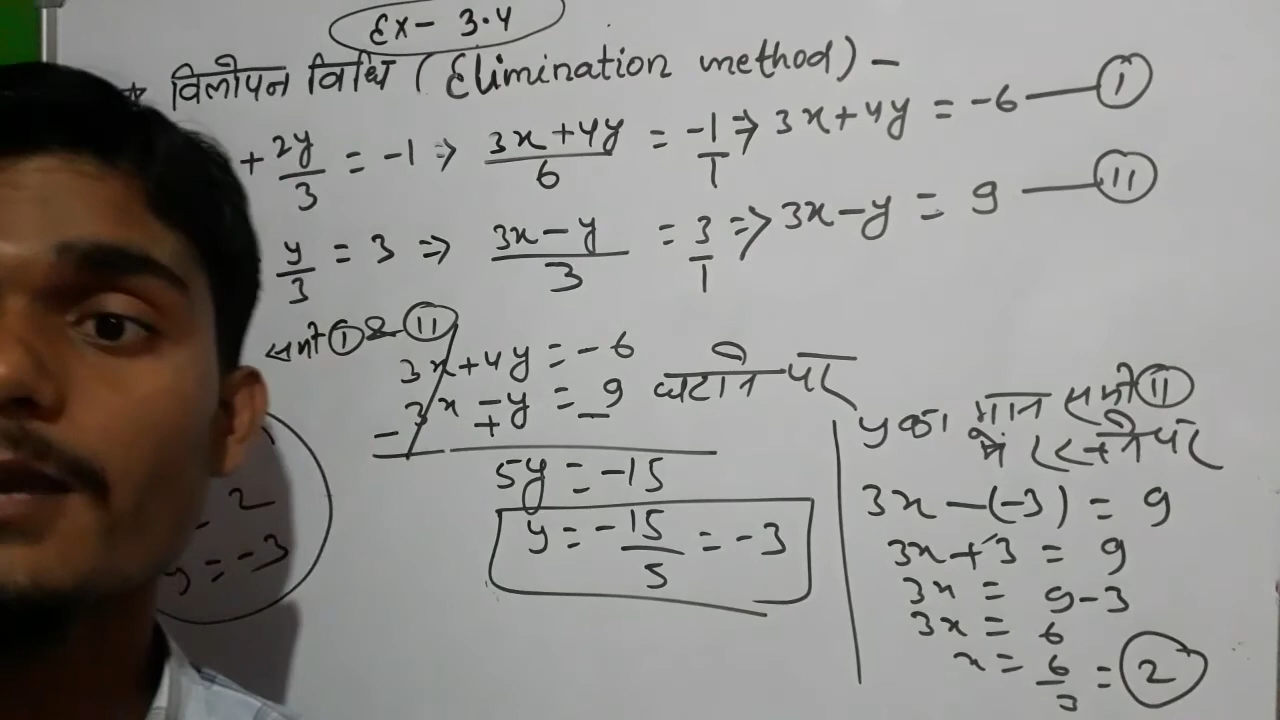 Ex- 3.4
* विलोपन विधि (Elimination method) -
+ 2y/3 = -1 => (3x+4y)/6 = -1/1 => 3x+4y = -6 — (I)
y/3 = 3 => (3x-y)/3 = 3/1 => 3x-y = 9 — (II)
समी (I) & (II)
3x+4y = -6
3x - y = 9 घटाने पर
- + -
5y = -15
y = -15/5 = -3
y का मान समी (II)
में रखने पर
3x-(-3) = 9
3x+3 = 9
3x = 9-3
3x = 6
x = 6/3 = 2
- 2
y = -3